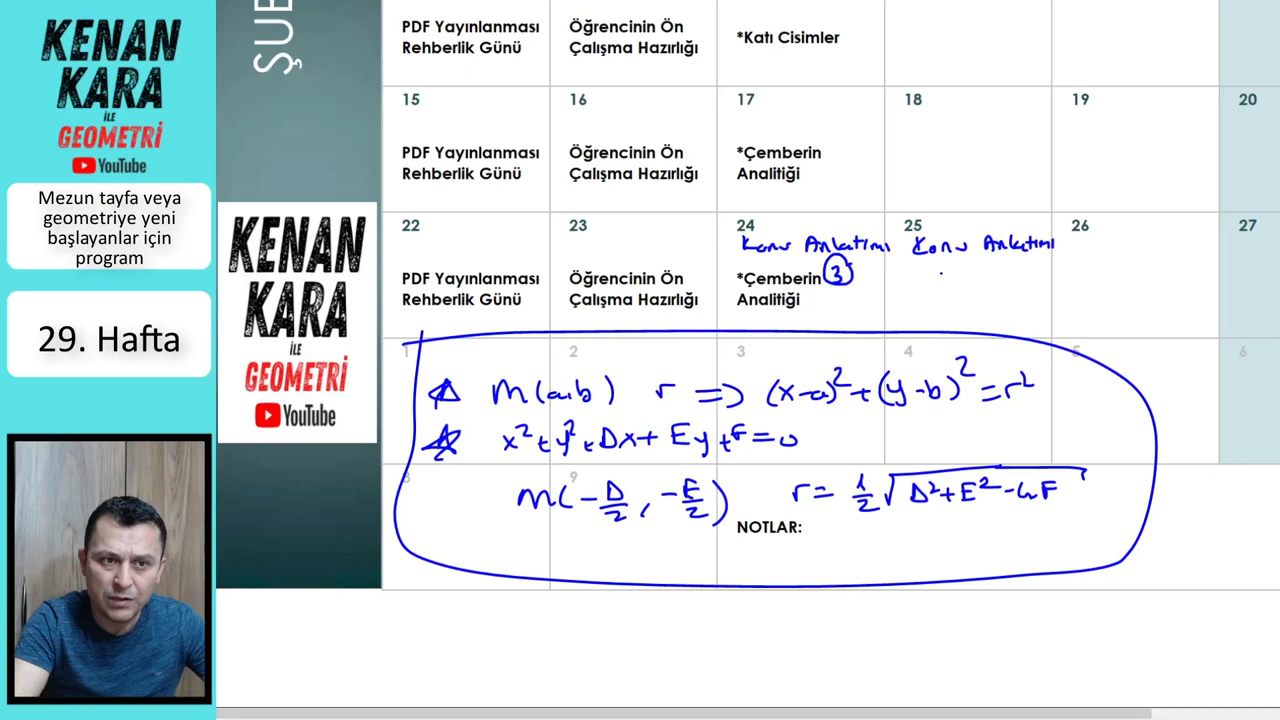 KENAN
KARA
İLE
GEOMETRİ
YouTube
Mezun tayfa veya
geometriye yeni
başlayanlar için
program
29. Hafta
ŞUB
KENAN
KARA
İLE
GEOMETRİ
YouTube
PDF Yayınlanması
Rehberlik Günü
Öğrencinin Ön
Çalışma Hazırlığı
*Katı Cisimler
15 16 17 18 19 20
PDF Yayınlanması
Rehberlik Günü
Öğrencinin Ön
Çalışma Hazırlığı
*Çemberin
Analitiği
22 23 24 25 26 27
Konu Anlatımı Konu Anlatımı
PDF Yayınlanması
Rehberlik Günü
Öğrencinin Ön
Çalışma Hazırlığı
*Çemberin 3
Analitiği
1 2 3 4 5 6
M(a,b) r => (x-a)² + (y-b)² = r²
x² + y² + Dx + Ey + F = 0
8 9
M(-D/2, -E/2) r = 1/2 √D²+E²-4F
NOTLAR: